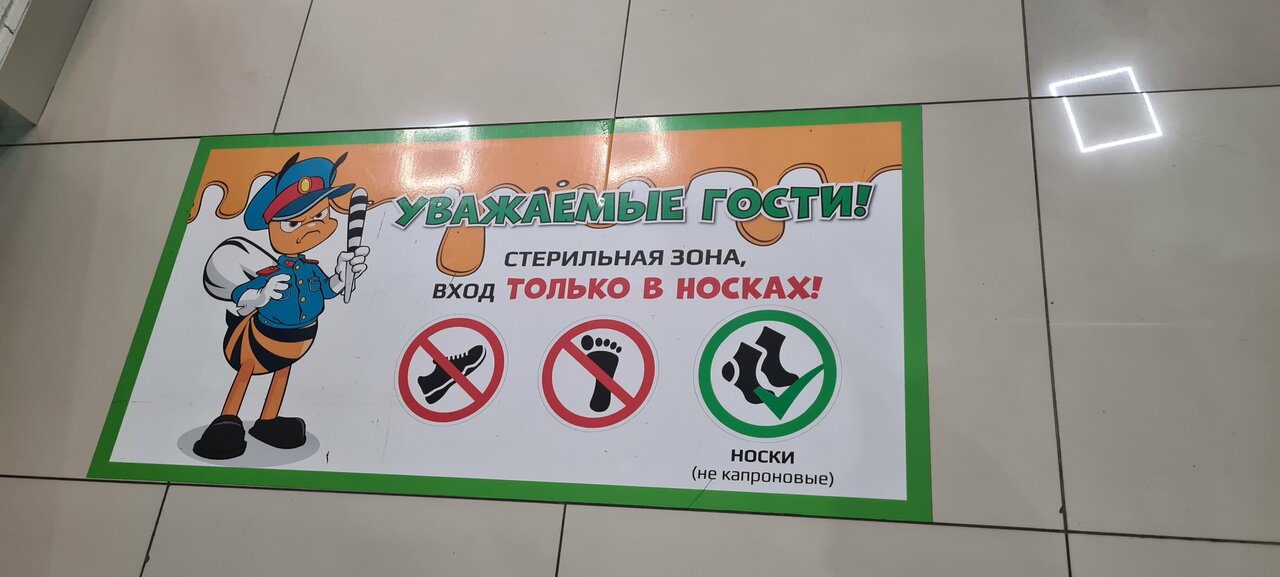 УВАЖАЕМЫЕ ГОСТИ!
СТЕРИЛЬНАЯ ЗОНА,
ВХОД ТОЛЬКО В НОСКАХ!
НОСКИ
(не капроновые)